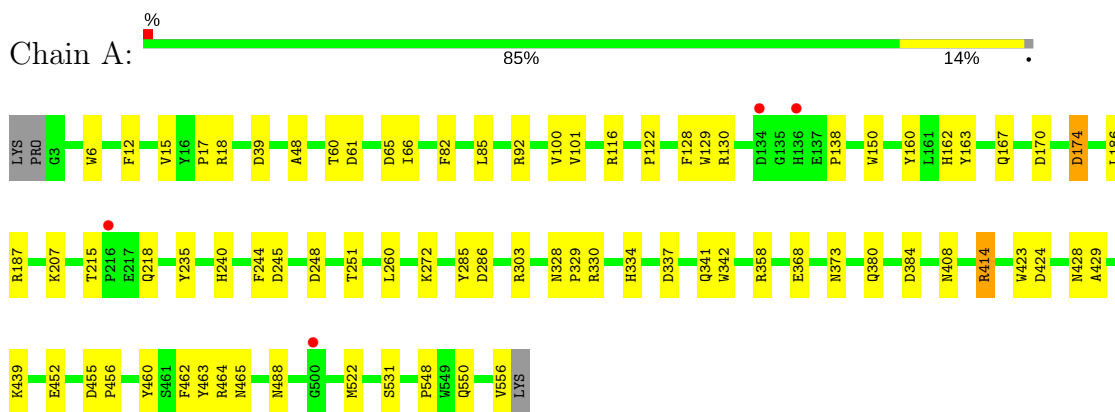 %
Chain A:
85% 14% •
LYS PRO G3 W6 F12 V15 Y16 P17 R18 D39 A48 T60 D61 D65 I66 F82 L85 R92 V100 V101 R116 P122 F128 W129 R130 D134 G135 H136 E137 P138 W150 Y160 L161 H162 Y163 Q167 D170 D174 L186
R187 K207 T215 P216 E217 Q218 Y235 H240 F244 D245 D248 T251 L260 K272 Y285 D286 R303 N328 P329 R330 H334 D337 Q341 W342 R358 E368 N373 Q380 D384 N408 R414 W423 D424 N428 A429
K439 E452 D455 P456 Y460 S461 F462 Y463 R464 N465 N488 G500 M522 S531 P548 W549 Q550 V556 LYS